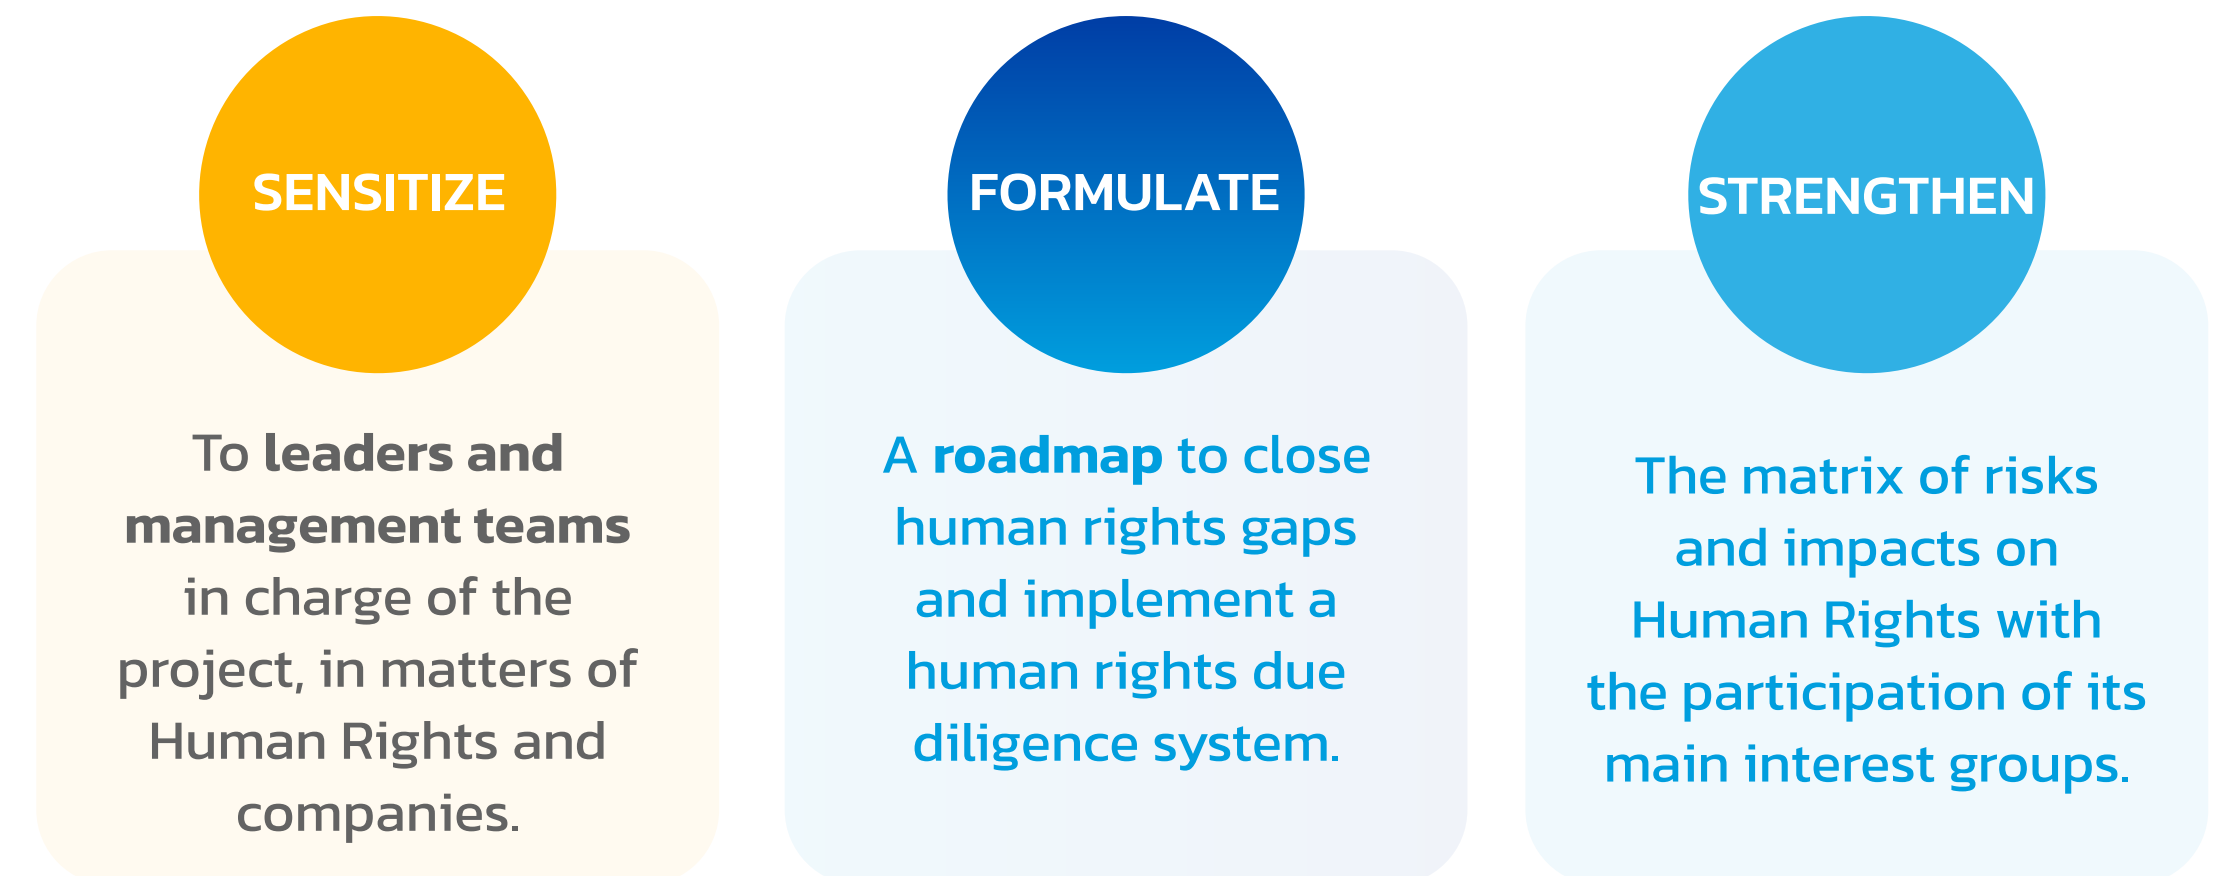 SENSITIZE
To leaders and
management teams
in charge of the
project, in matters of
Human Rights and
companies.
FORMULATE
A roadmap to close
human rights gaps
and implement a
human rights due
diligence system.
STRENGTHEN
The matrix of risks
and impacts on
Human Rights with
the participation of its
main interest groups.